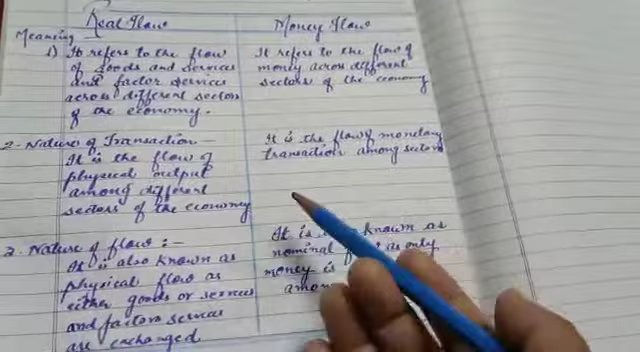 Real Flow
Money Flow
Meaning
1) It refers to the flow
of goods and services
and factor services
across different sectors
of the economy.
It refers to the flow of
money across different
sectors of the economy
2- Nature of Transaction -
It is the flow of
physical output
among different
sectors of the economy
It is the flow of monetary
transaction among sectors
3. Nature of flow :-
It is also known as
physical flow as
either goods or services
and factors services
are exchanged
It is known as
nominal as only
money is